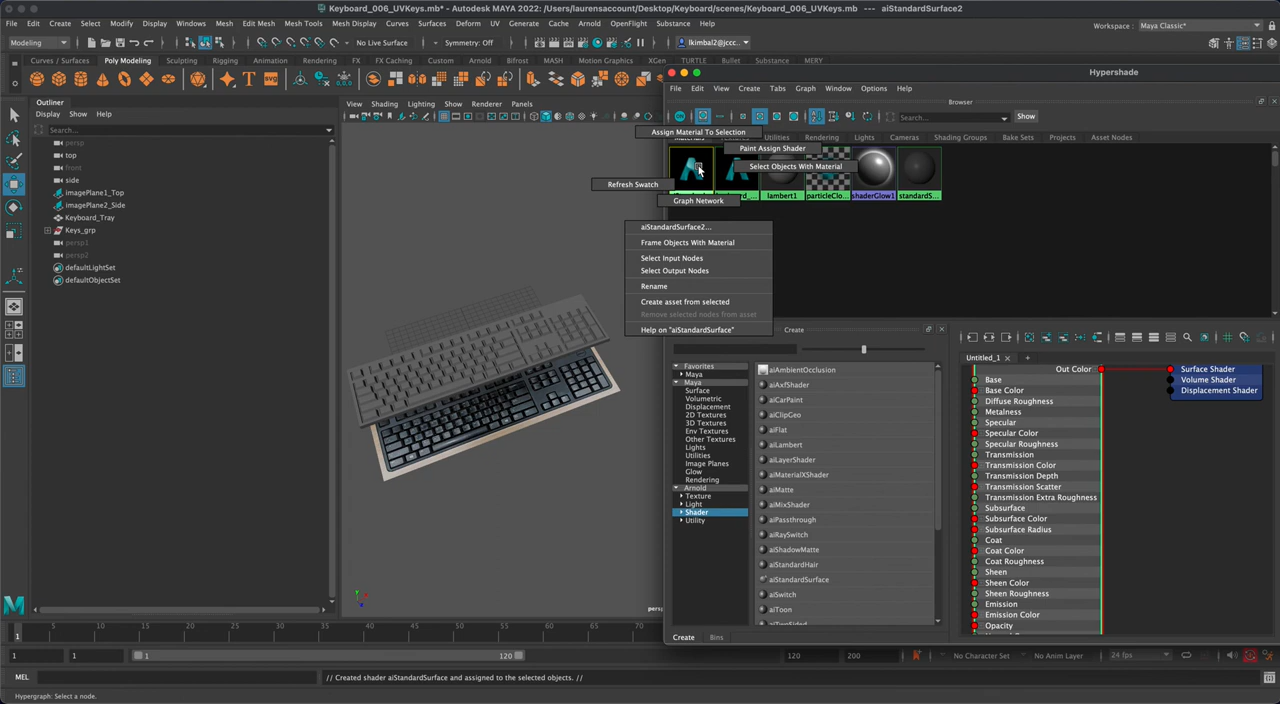 Keyboard_006_UVKeys.mb* - Autodesk MAYA 2022: /Users/laurensaccount/Desktop/Keyboard/scenes/Keyboard_006_UVKeys.mb --- aiStandardSurface2
File Edit Create Select Modify Display Windows Mesh Edit Mesh Mesh Tools Mesh Display Curves Surfaces Deform UV Generate Cache Arnold OpenFlight Substance Help
Workspace : Maya Classic*
Modeling No Live Surface Symmetry: Off lkimbal2@jccc...
Curves / Surfaces Poly Modeling Sculpting Rigging Animation Rendering FX FX Caching Custom Arnold Bifrost MASH Motion Graphics XGen TURTLE Bullet Substance MERY
Hypershade
File Edit View Create Tabs Graph Window Options Help
Browser
Outliner
Display Show Help
Search...
View Shading Lighting Show Renderer Panels
Search... Show
Assign Material To Selection
Utilities Rendering Lights Cameras Shading Groups Bake Sets Projects Asset Nodes
Paint Assign Shader
Select Objects With Material
Refresh Swatch
Graph Network
lambert1 particleClo... shaderGlow1 standardS...
persp
top
front
side
imagePlane1_Top
imagePlane2_Side
Keyboard_Tray
Keys_grp
persp1
persp2
defaultLightSet
defaultObjectSet
aiStandardSurface2...
Frame Objects With Material
Select Input Nodes
Select Output Nodes
Rename
Create asset from selected
Remove selected nodes from asset
Help on "aiStandardSurface"
Create
Favorites
Maya
Maya
Surface
Volumetric
Displacement
2D Textures
3D Textures
Env Textures
Other Textures
Lights
Utilities
Image Planes
Glow
Rendering
Arnold
Texture
Light
Shader
Utility
aiAmbientOcclusion
aiAxfShader
aiCarPaint
aiClipGeo
aiFlat
aiLambert
aiLayerShader
aiMaterialXShader
aiMatte
aiMixShader
aiPassthrough
aiRaySwitch
aiShadowMatte
aiStandardHair
aiStandardSurface
aiSwitch
aiToon
aiTwoSided
Create Bins
Untitled_1
Out Color
Base
Base Color
Diffuse Roughness
Metalness
Specular
Specular Color
Specular Roughness
Transmission
Transmission Color
Transmission Depth
Transmission Scatter
Transmission Extra Roughness
Subsurface
Subsurface Color
Subsurface Radius
Coat
Coat Color
Coat Roughness
Sheen
Sheen Color
Sheen Roughness
Emission
Emission Color
Opacity
Surface Shader
Volume Shader
Displacement Shader
5 10 15 20 25 30 35 40 45 50 55 60 65 70
1
1 1 1 120 120 200 No Character Set No Anim Layer 24 fps
MEL // Created shader aiStandardSurface and assigned to the selected objects. //
Hypergraph: Select a node.